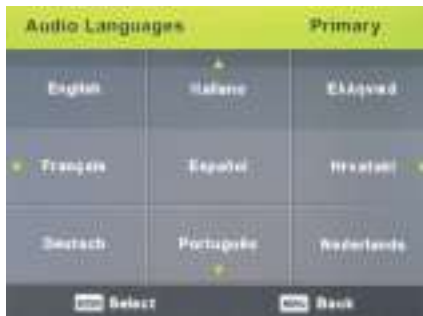 Audio Languages Primary
English Italiano Ελληνικά
Français Español Hrvatski
Deutsch Português Nederlands
Select Back